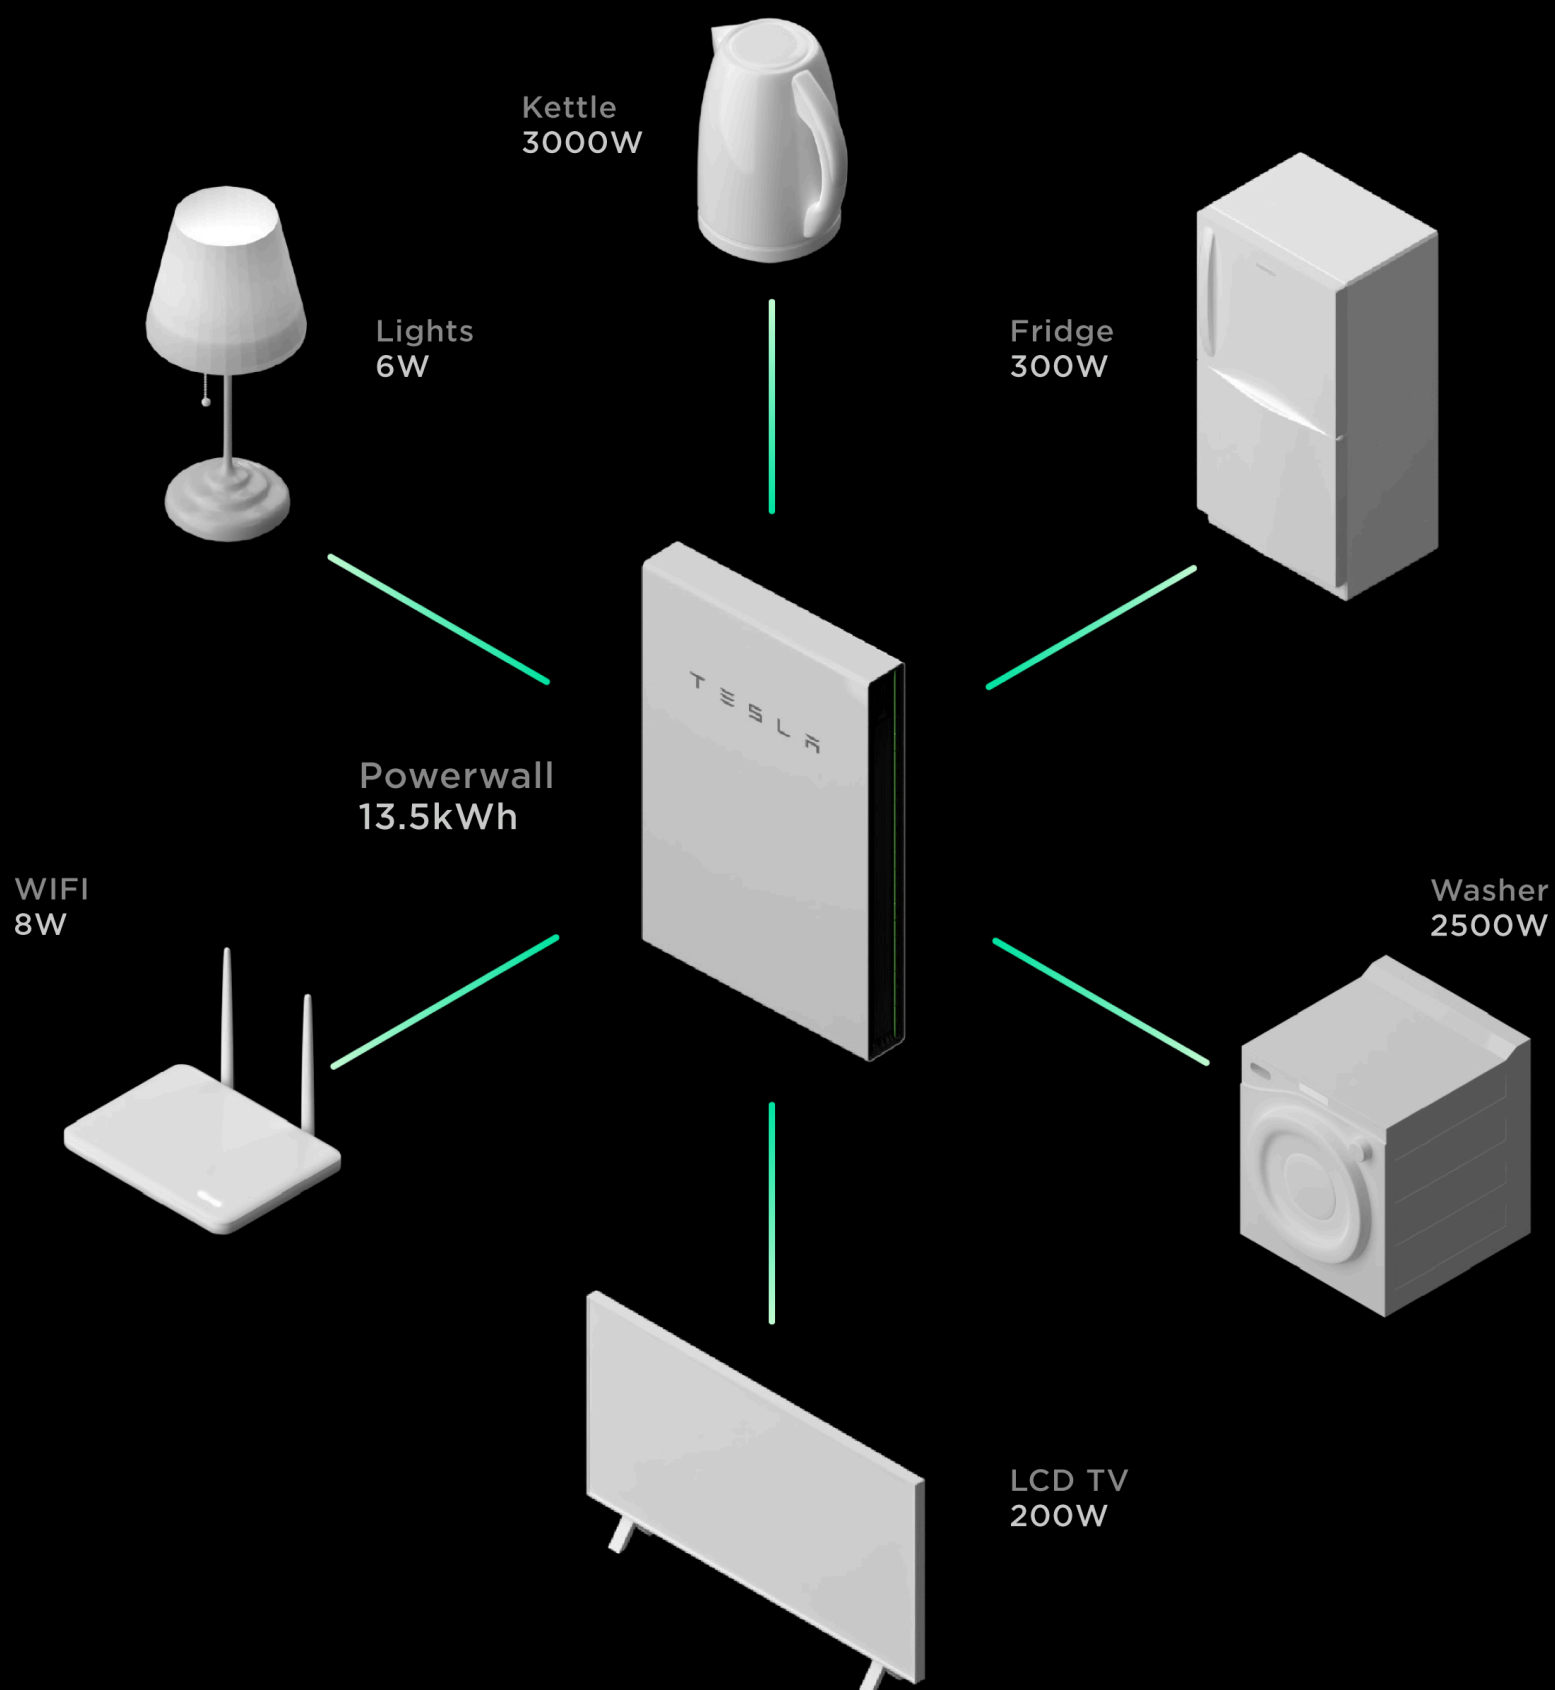 Kettle
3000W
Lights
6W
Fridge
300W
TESLA
Powerwall
13.5kWh
WIFI
8W
Washer
2500W
LCD TV
200W